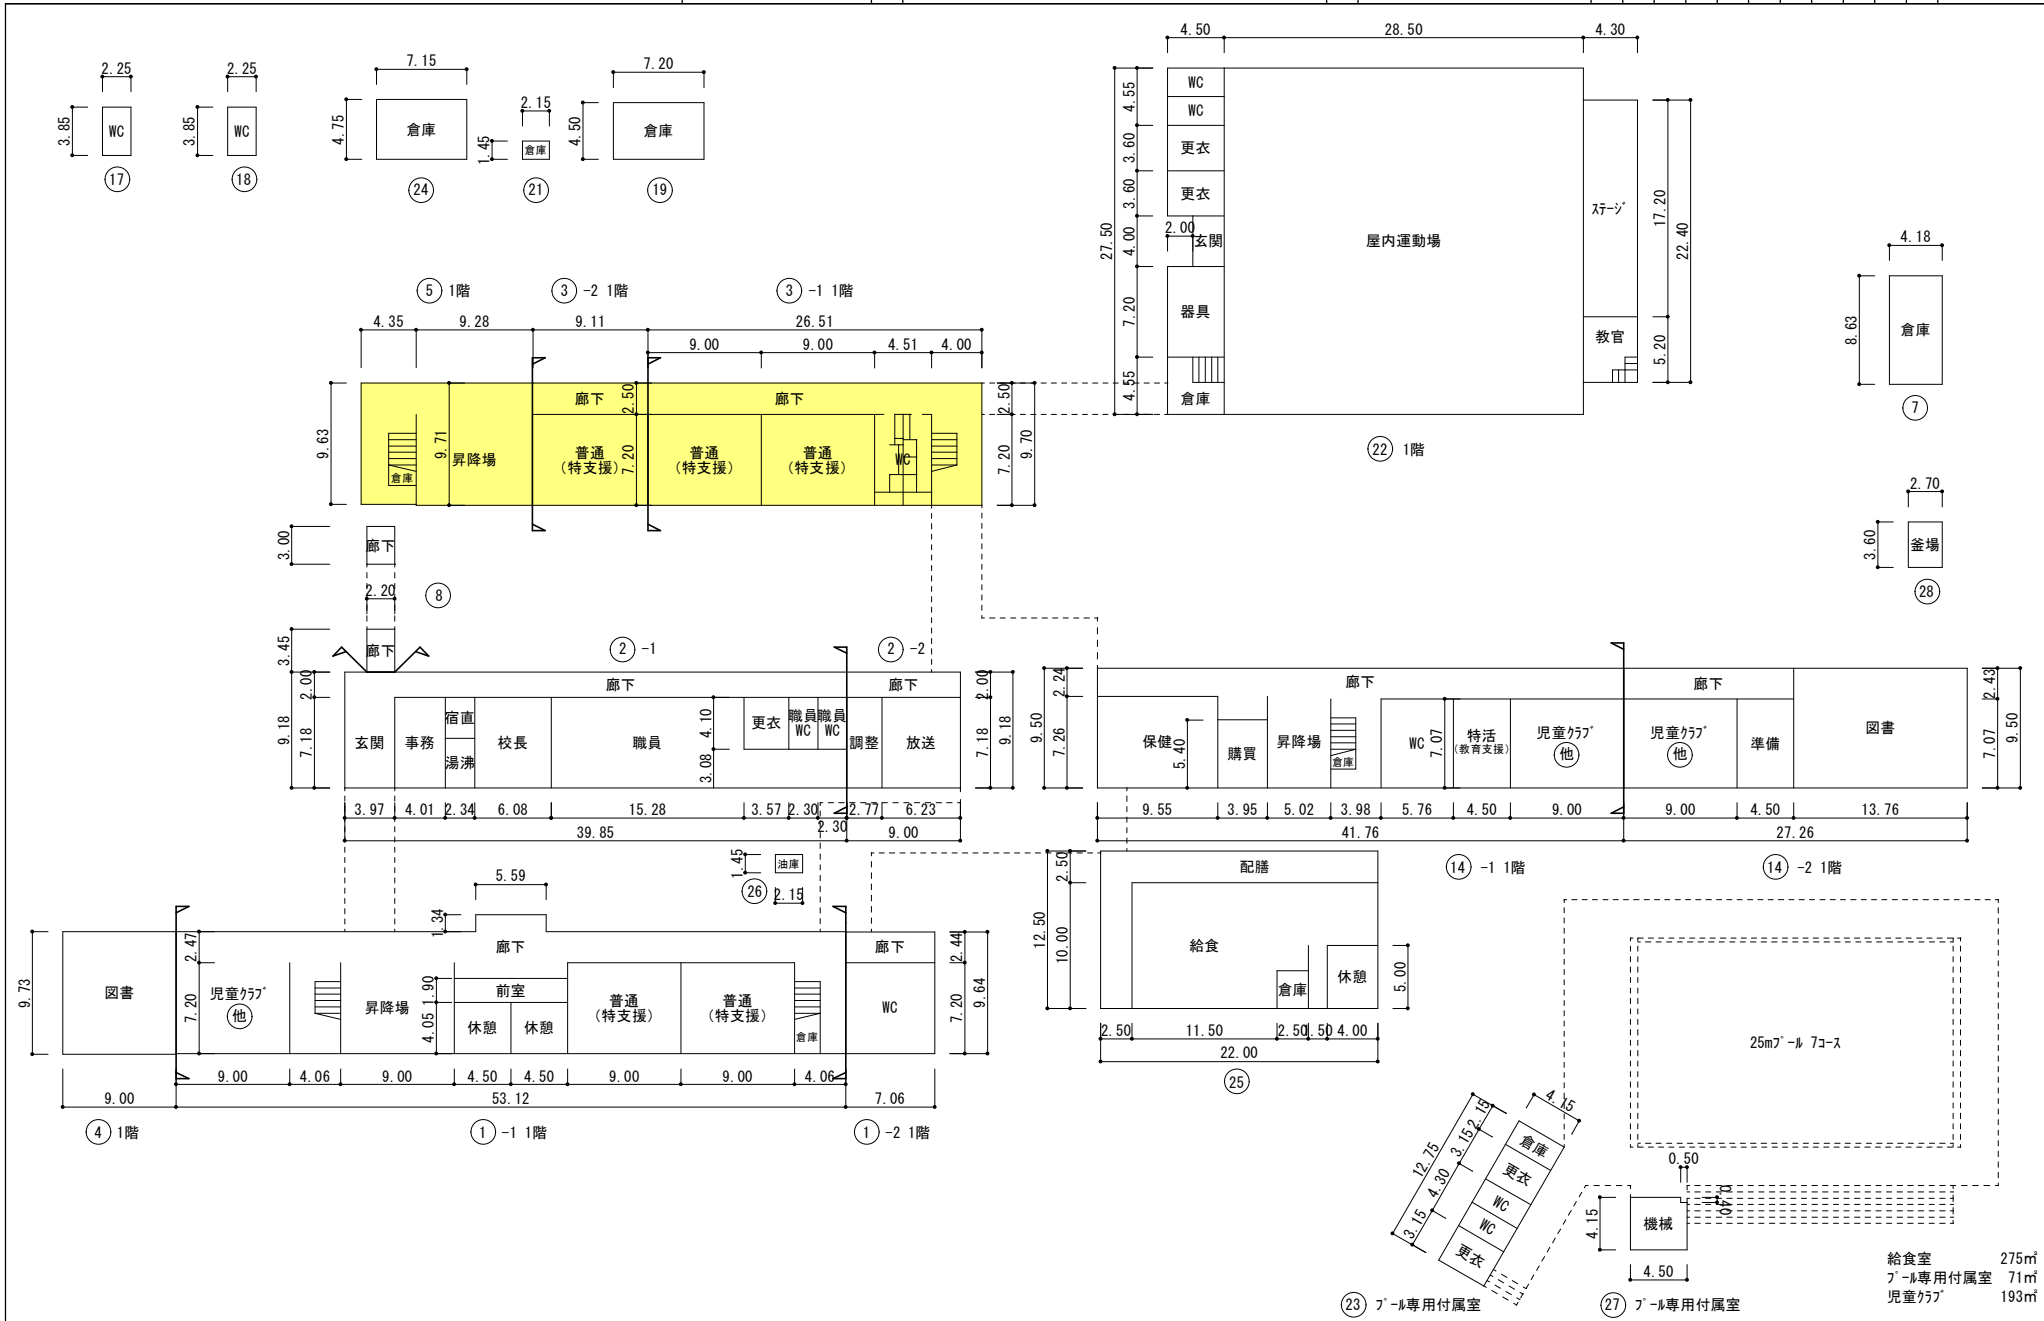 2.25
3.85
WC
17
2.25
3.85
WC
18
7.15
4.75
倉庫
24
2.15
1.45
倉庫
21
7.20
4.50
倉庫
19
4.50
28.50
4.30
27.50
4.55
3.60
3.60
4.00
7.20
4.55
WC
WC
更衣
更衣
2.00
玄関
器具
倉庫
屋内運動場
ステージ
教官
17.20
5.20
22.40
22 1階
4.18
8.63
倉庫
7
2.70
3.60
釜場
28
5 1階
3 -2 1階
3 -1 1階
4.35
9.28
9.11
26.51
9.00
9.00
4.51
4.00
9.63
9.71
倉庫
昇降場
廊下
2.50
廊下
普通
(特支援)
7.20
普通
(特支援)
普通
(特支援)
WC
2.50
7.20
9.70
3.00
廊下
2.20
8
3.45
廊下
2 -1
2 -2
2.00
9.18
7.18
廊下
廊下
玄関
事務
宿直
湯沸
校長
職員
4.10
3.08
更衣
職員
WC
職員
WC
調整
放送
2.00
7.18
9.18
3.97
4.01
2.34
6.08
15.28
3.57
2.30
2.30
2.77
6.23
39.85
9.00
9.50
2.24
7.26
廊下
廊下
保健
5.40
購買
昇降場
倉庫
WC
7.07
特活
(教育支援)
児童クラブ
他
児童クラブ
他
準備
図書
2.43
7.07
9.50
9.55
3.95
5.02
3.98
5.76
4.50
9.00
9.00
4.50
13.76
41.76
27.26
14 -1 1階
14 -2 1階
1.45
油庫
26
2.15
5.59
1.34
9.73
図書
2.47
7.20
児童クラブ
他
昇降場
廊下
1.90
4.05
前室
休憩
休憩
普通
(特支援)
普通
(特支援)
倉庫
廊下
WC
2.44
7.20
9.64
9.00
4.06
9.00
4.50
4.50
9.00
9.00
4.06
9.00
53.12
7.06
4 1階
1 -1 1階
1 -2 1階
12.50
2.50
10.00
配膳
給食
倉庫
休憩
5.00
2.50
11.50
2.50
1.50
4.00
22.00
25
25mプール 7コース
4.15
12.75
2.15
3.15
4.30
3.15
倉庫
更衣
WC
WC
更衣
23 プール専用付属室
0.50
0.40
4.15
機械
4.50
27 プール専用付属室
給食室 275㎡
プール専用付属室 71㎡
児童クラブ 193㎡